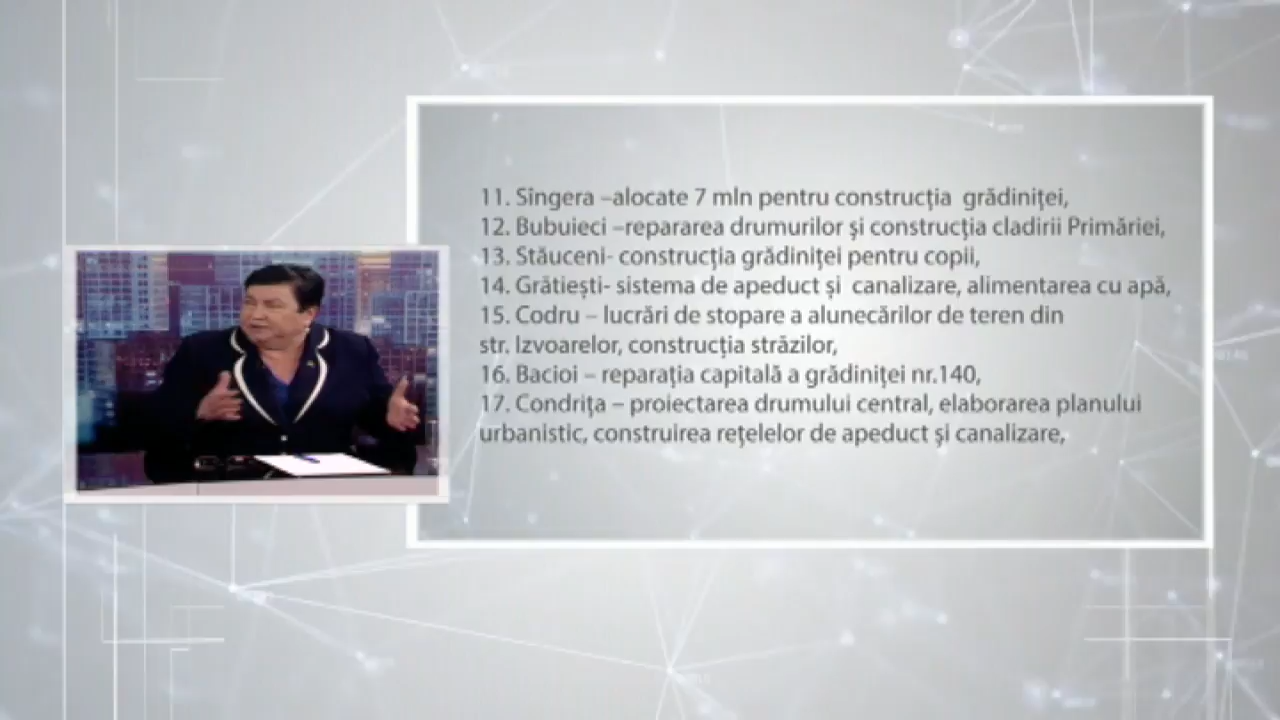 11. Sîngera –alocate 7 mln pentru construcția grădiniței,
12. Bubuieci –repararea drumurilor și construcția cladirii Primăriei,
13. Stăuceni- construcția grădiniței pentru copii,
14. Grătiești- sistema de apeduct și canalizare, alimentarea cu apă,
15. Codru – lucrări de stopare a alunecărilor de teren din
str. Izvoarelor, construcția străzilor,
16. Bacioi – reparația capitală a grădiniței nr.140,
17. Condrița – proiectarea drumului central, elaborarea planului
urbanistic, construirea rețelelor de apeduct și canalizare,